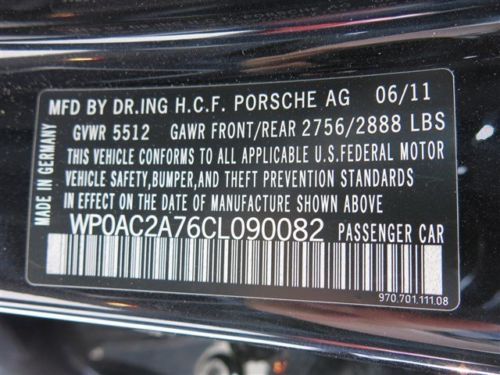 MFD BY DR.ING H.C.F. PORSCHE AG 06/11
GVWR 5512 GAWR FRONT/REAR 2756/2888 LBS
THIS VEHICLE CONFORMS TO ALL APPLICABLE U.S.FEDERAL MOTOR
VEHICLE SAFETY,BUMPER,AND THEFT PREVENTION STANDARDS
IN EFFECT ON THE DATE OF MANUFACTURE SHOWN ABOVE
WP0AC2A76CL090082 PASSENGER CAR
MADE IN GERMANY
970.701.111.08